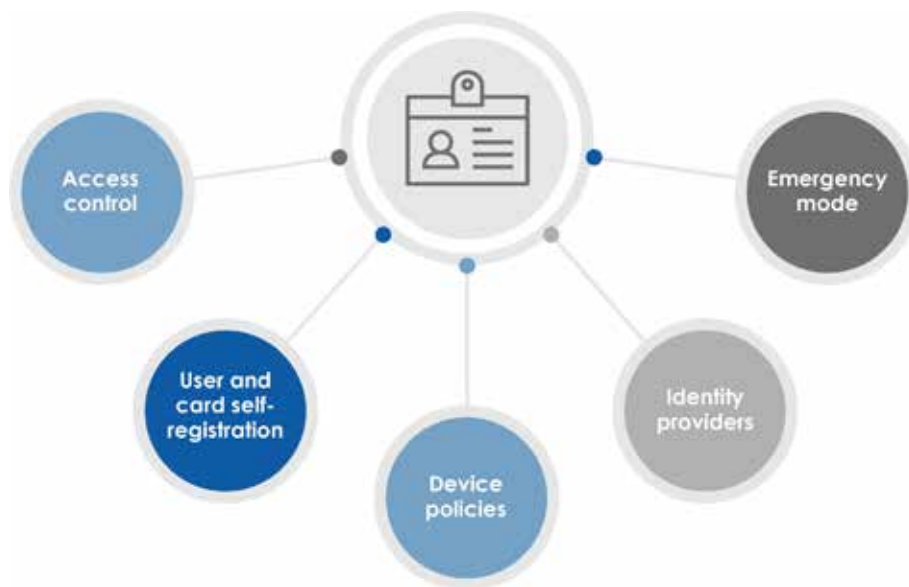 Access
control
User and
card self-
registration
Device
policies
Identity
providers
Emergency
mode